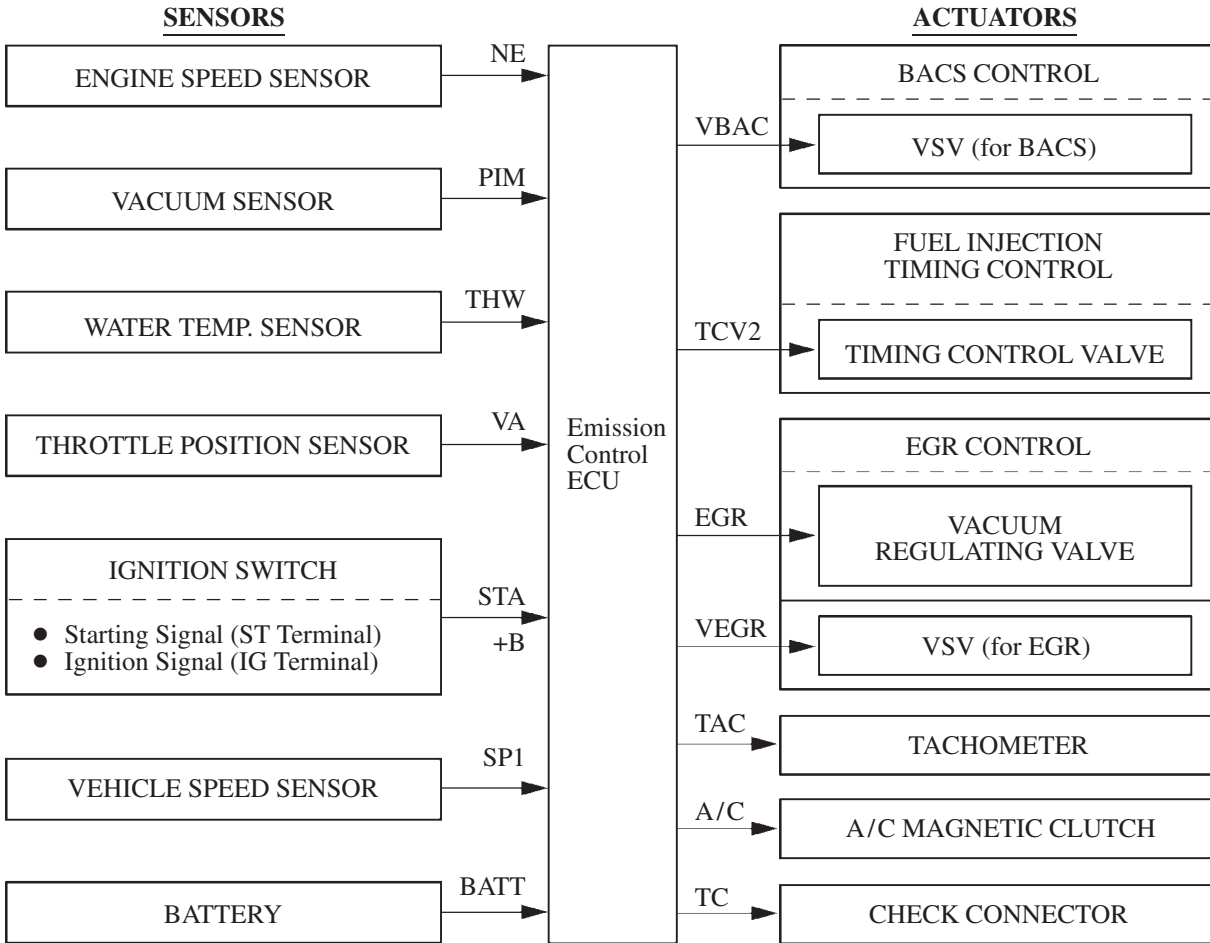 SENSORS
ENGINE SPEED SENSOR
NE
VACUUM SENSOR
PIM
WATER TEMP. SENSOR
THW
THROTTLE POSITION SENSOR
VA
IGNITION SWITCH
● Starting Signal (ST Terminal)
● Ignition Signal (IG Terminal)
STA
+B
VEHICLE SPEED SENSOR
SP1
BATTERY
BATT
Emission
Control
ECU
ACTUATORS
BACS CONTROL
VBAC
VSV (for BACS)
FUEL INJECTION
TIMING CONTROL
TCV2
TIMING CONTROL VALVE
EGR CONTROL
EGR
VACUUM
REGULATING VALVE
VEGR
VSV (for EGR)
TAC
TACHOMETER
A/C
A/C MAGNETIC CLUTCH
TC
CHECK CONNECTOR